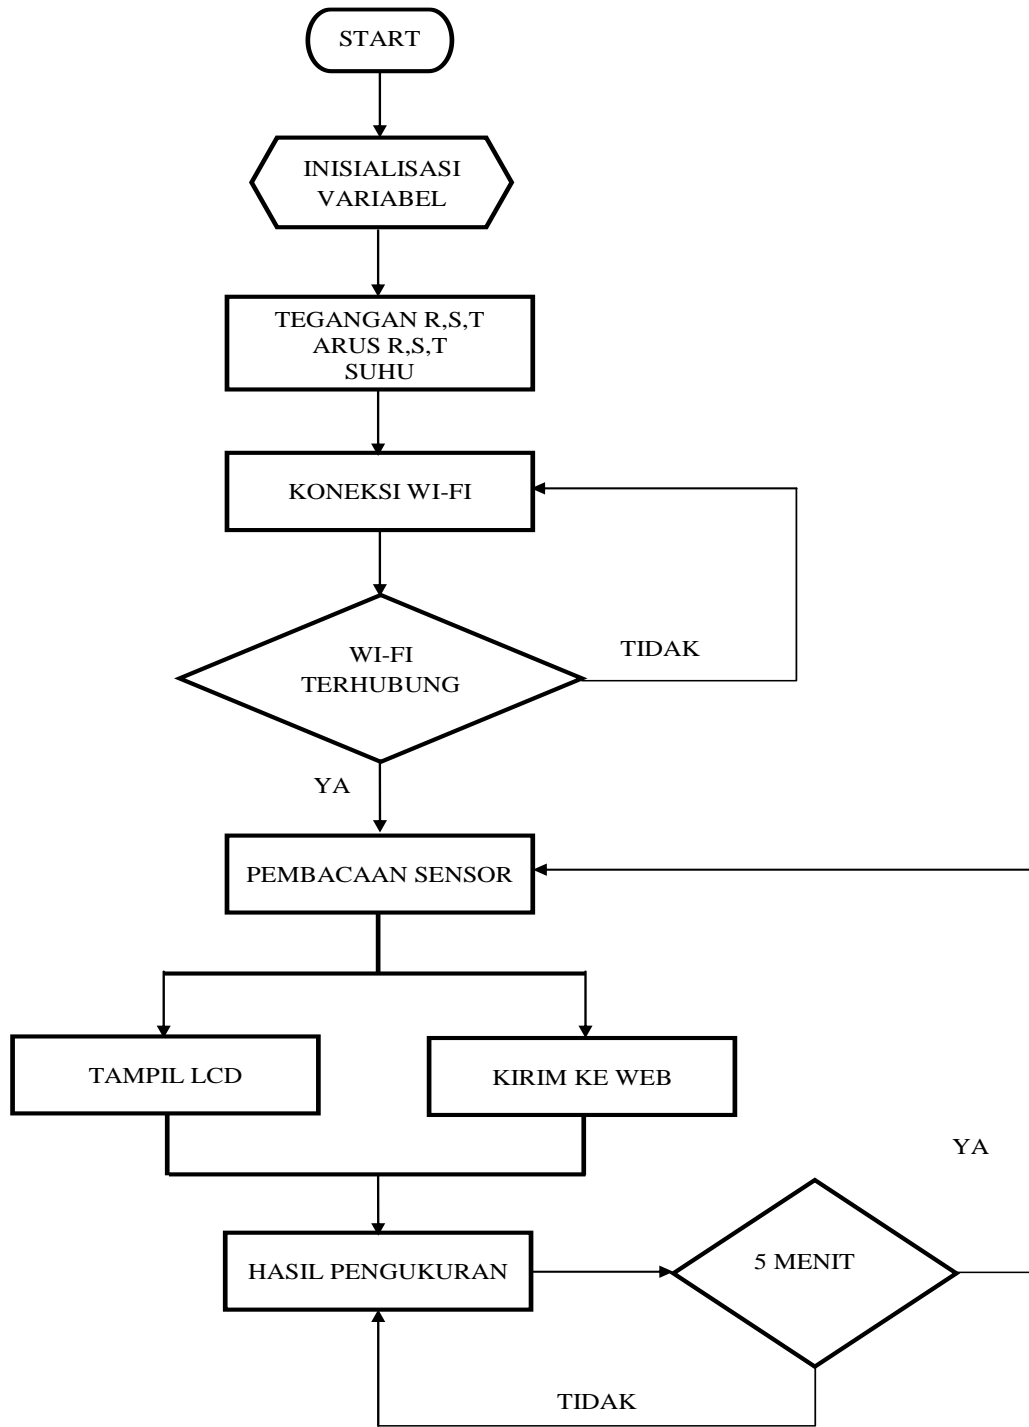 START
INISIALISASI
VARIABEL
TEGANGAN R,S,T
ARUS R,S,T
SUHU
KONEKSI WI-FI
WI-FI
TERHUBUNG
TIDAK
YA
PEMBACAAN SENSOR
TAMPIL LCD
KIRIM KE WEB
YA
HASIL PENGUKURAN
5 MENIT
TIDAK